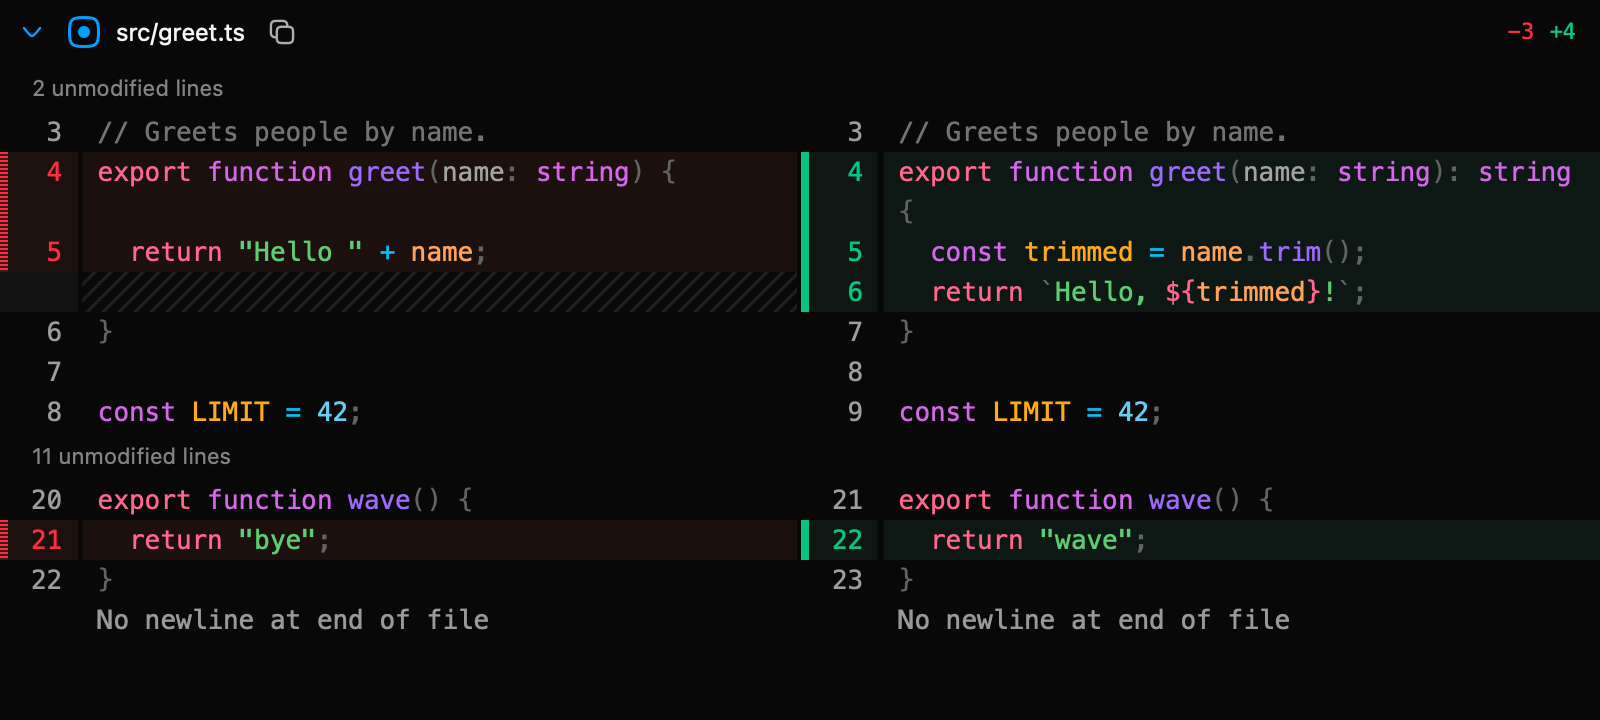 src/greet.ts
−3 +4
2 unmodified lines
3 // Greets people by name.
4 export function greet(name: string) {
5   return "Hello " + name;
6 }
7
8 const LIMIT = 42;
3 // Greets people by name.
4 export function greet(name: string): string
{
5   const trimmed = name.trim();
6   return `Hello, ${trimmed}!`;
7 }
8
9 const LIMIT = 42;
11 unmodified lines
20 export function wave() {
21   return "bye";
22 }
No newline at end of file
21 export function wave() {
22   return "wave";
23 }
No newline at end of file